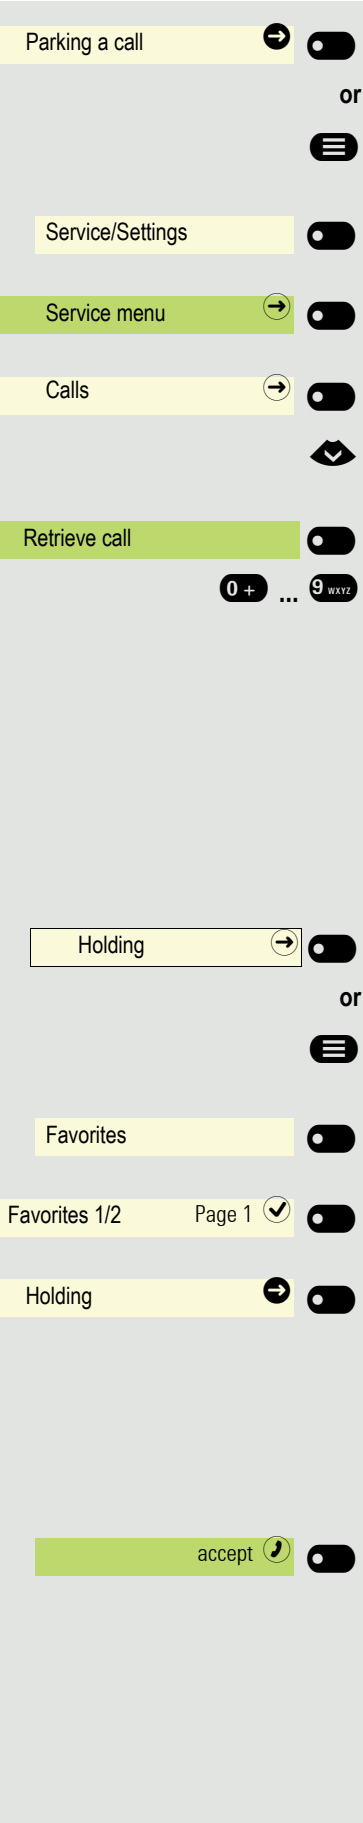 Parking a call
or
Service/Settings
Service menu
Calls
Retrieve call
0 + ... 9 WXYZ
Holding
or
Favorites
Favorites 1/2 Page 1
Holding
accept